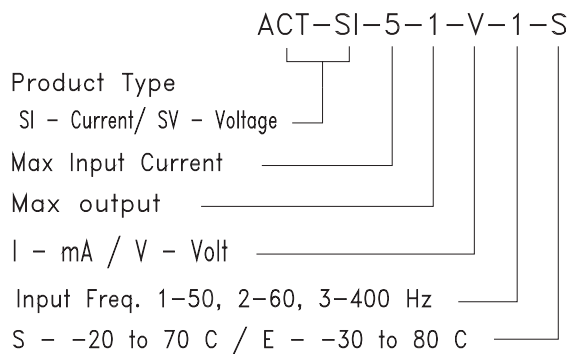 ACT-SI-5-1-V-1-S
Product Type
SI - Current/ SV - Voltage
Max Input Current
Max output
I - mA / V - Volt
Input Freq. 1-50, 2-60, 3-400 Hz
S - -20 to 70 C / E - -30 to 80 C